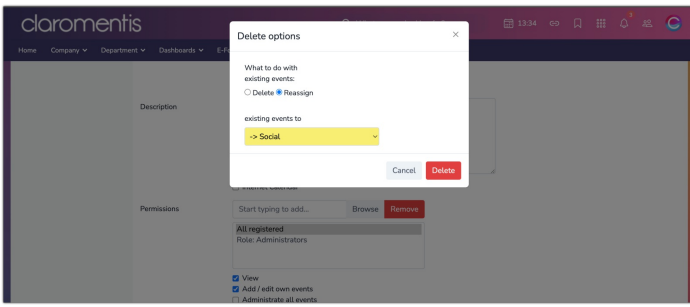 claromentis
13:34
Home Company Department Dashboards
Delete options
What to do with
existing events:
Delete Reassign
existing events to
-> Social
Cancel Delete
Description
Internet Calendar
Permissions
Start typing to add... Browse Remove
All registered
Role: Administrators
View
Add / edit own events
Administrate all events